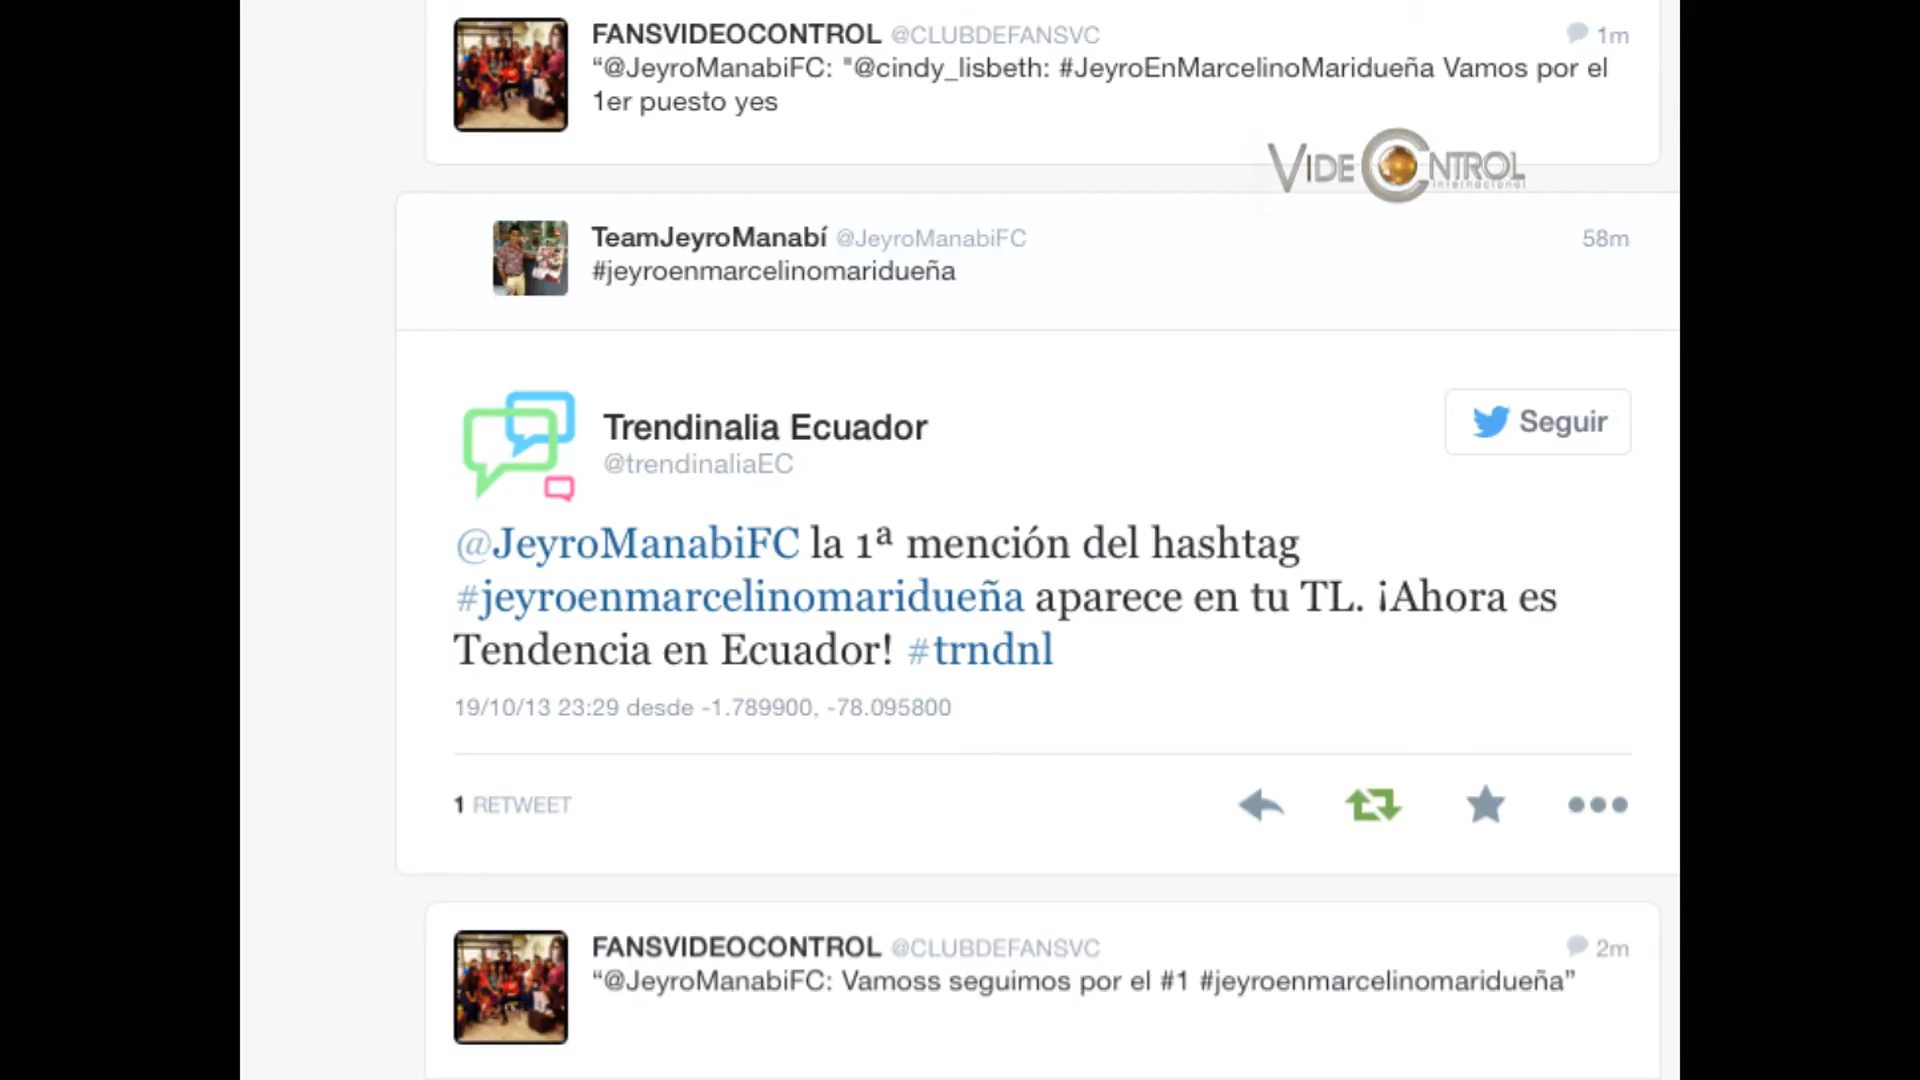 FANSVIDEOCONTROL @CLUBDEFANSVC 1m
“@JeyroManabiFC: "@cindy_lisbeth: #JeyroEnMarcelinoMaridueña Vamos por el
1er puesto yes
VIDEOCONTROL
Internacional
TeamJeyroManabí @JeyroManabiFC 58m
#jeyroenmarcelinomaridueña
Trendinalia Ecuador
Seguir
@trendinaliaEC
@JeyroManabiFC la 1ª mención del hashtag
#jeyroenmarcelinomaridueña aparece en tu TL. ¡Ahora es
Tendencia en Ecuador! #trndnl
19/10/13 23:29 desde -1.789900, -78.095800
1 RETWEET
FANSVIDEOCONTROL @CLUBDEFANSVC 2m
“@JeyroManabiFC: Vamoss seguimos por el #1 #jeyroenmarcelinomaridueña”